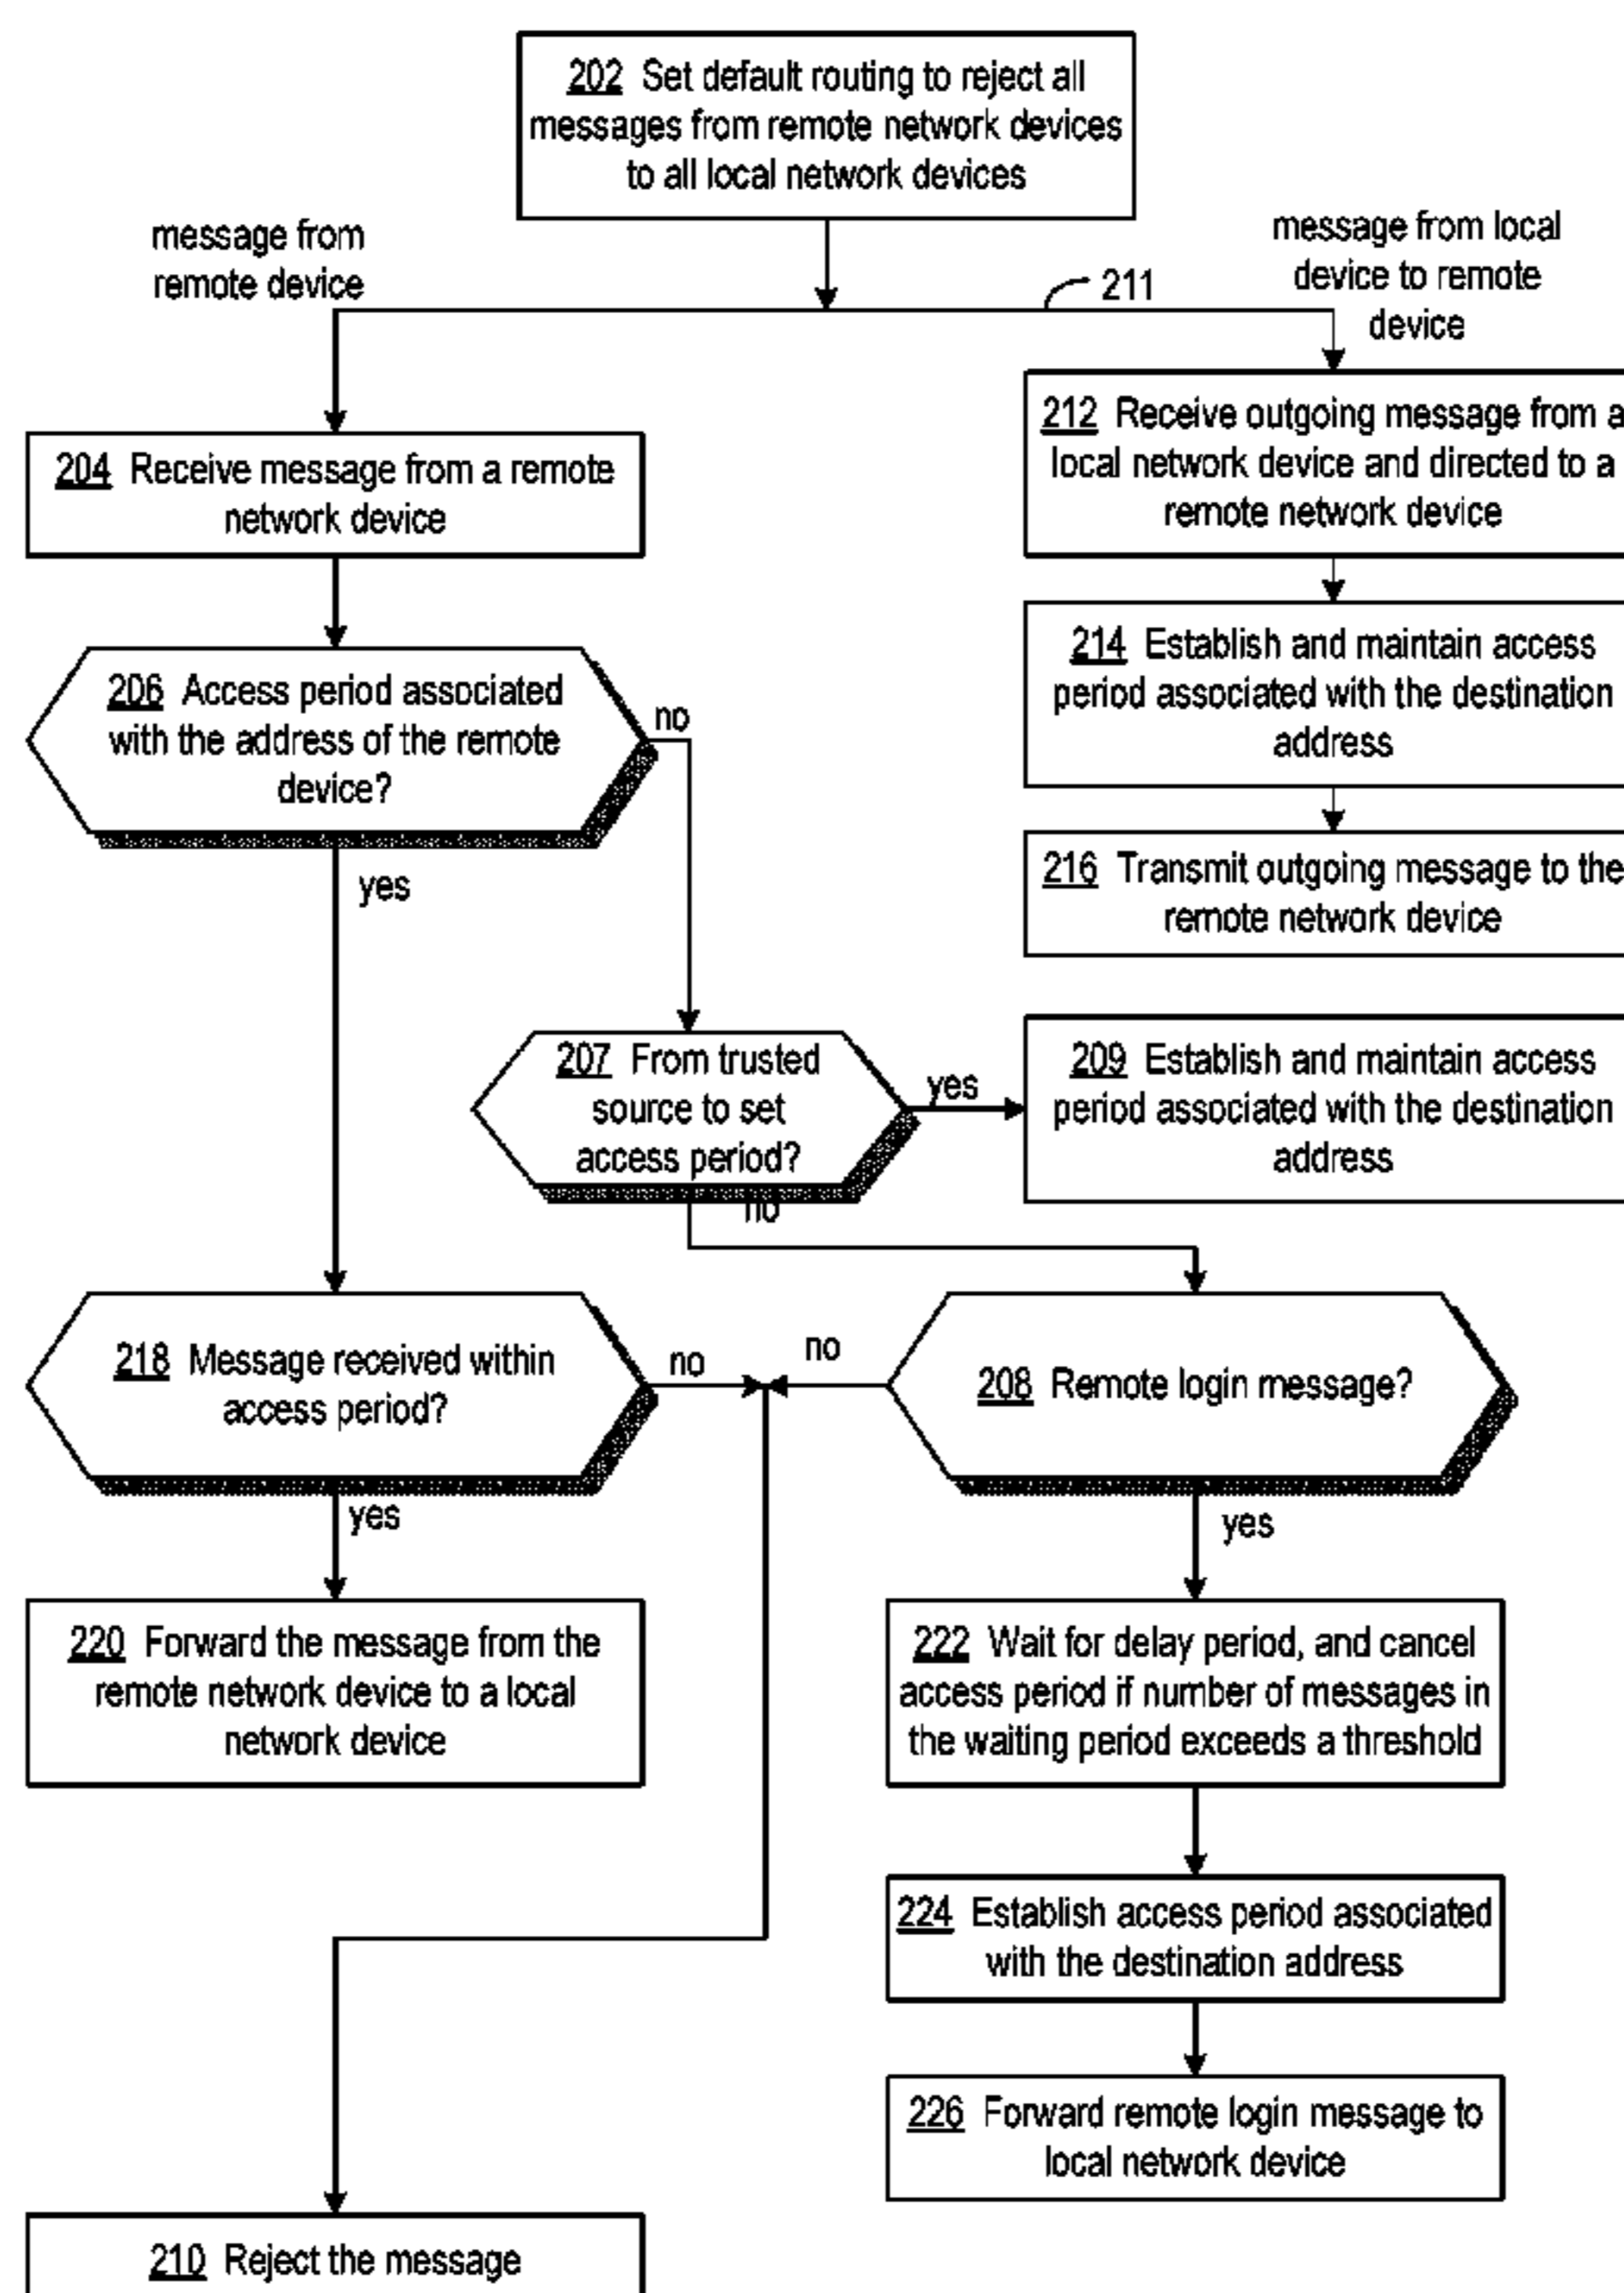 202 Set default routing to reject all
messages from remote network devices
to all local network devices
message from
remote device
211
message from local
device to remote
device
204 Receive message from a remote
network device
212 Receive outgoing message from a
local network device and directed to a
remote network device
206 Access period associated
with the address of the remote
device?
no
yes
214 Establish and maintain access
period associated with the destination
address
216 Transmit outgoing message to the
remote network device
207 From trusted
source to set
access period?
yes
no
209 Establish and maintain access
period associated with the destination
address
218 Message received within
access period?
no
yes
no
208 Remote login message?
yes
220 Forward the message from the
remote network device to a local
network device
222 Wait for delay period, and cancel
access period if number of messages in
the waiting period exceeds a threshold
224 Establish access period associated
with the destination address
226 Forward remote login message to
local network device
210 Reject the message